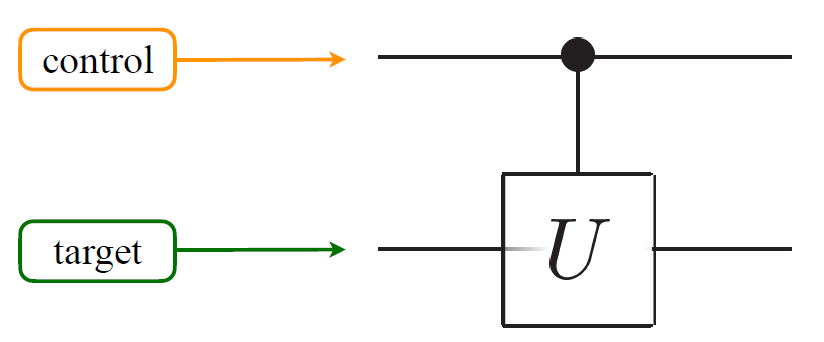 control
target
U